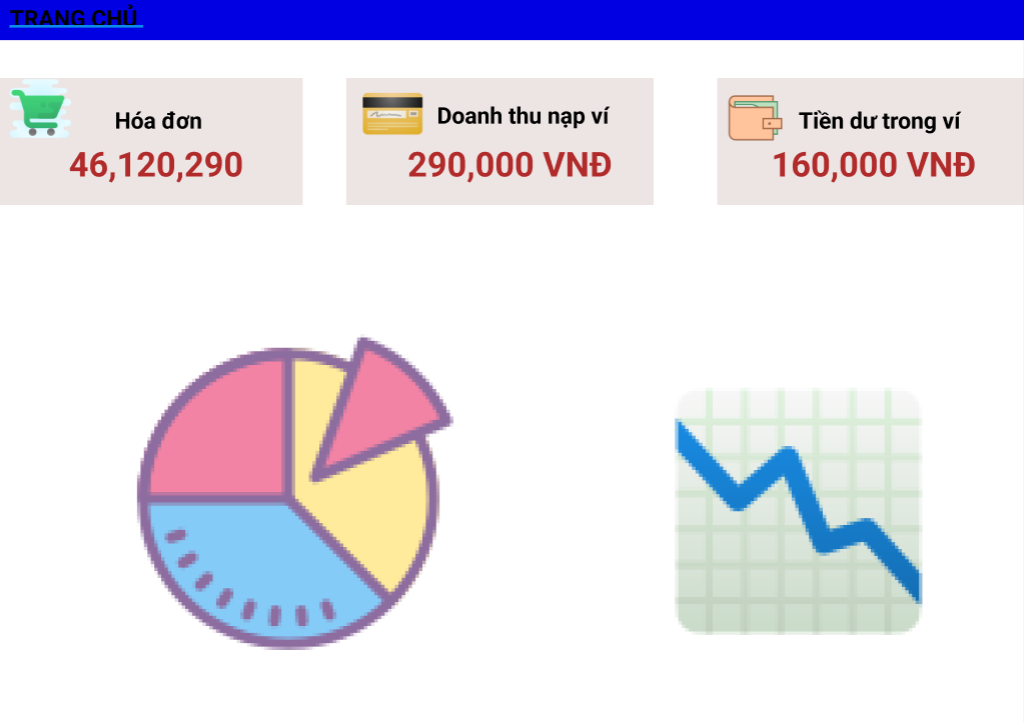 TRANG CHỦ
Hóa đơn
46,120,290
Doanh thu nạp ví
290,000 VNĐ
Tiền dư trong ví
160,000 VNĐ